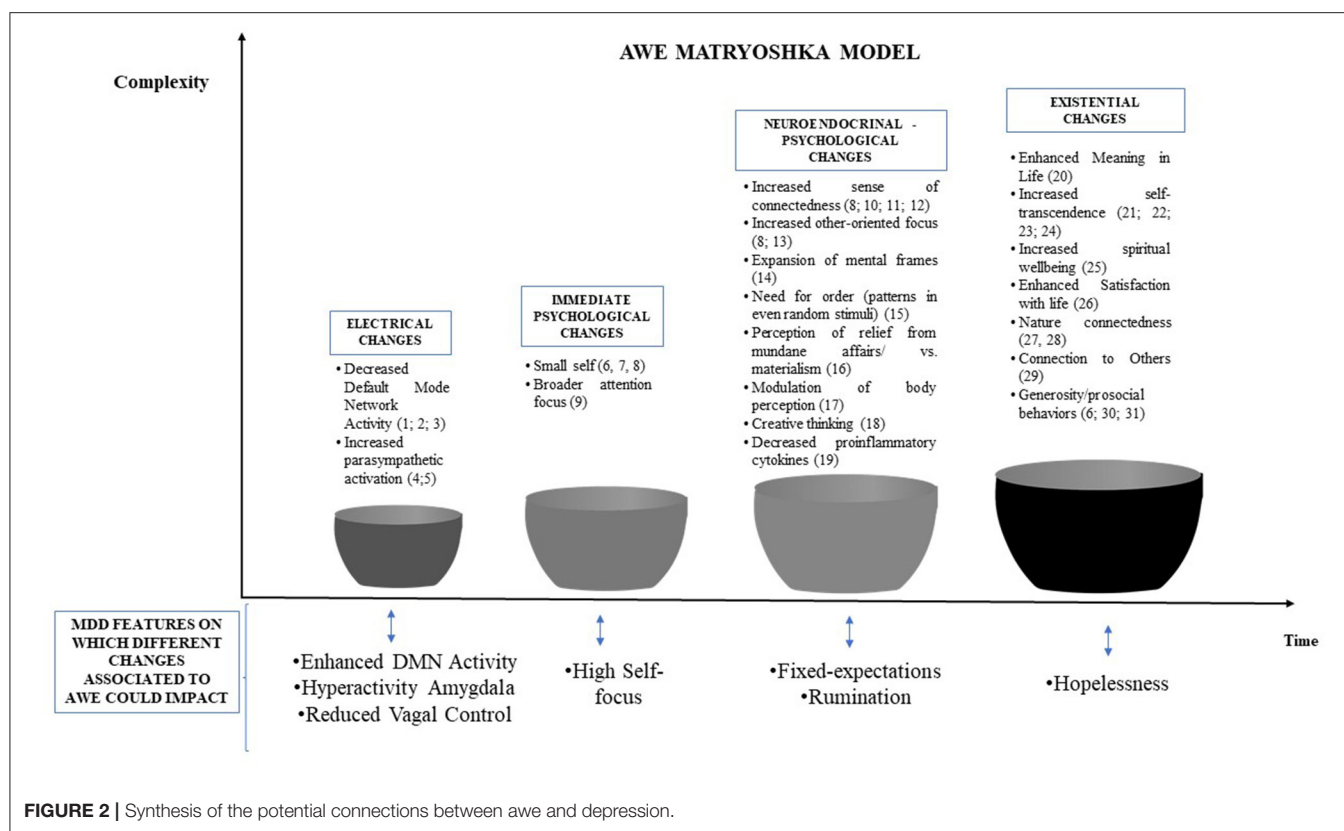 AWE MATRYOSHKA MODEL
Complexity
ELECTRICAL
CHANGES
• Decreased
Default Mode
Network
Activity (1; 2; 3)
• Increased
parasympathetic
activation (4;5)
IMMEDIATE
PSYCHOLOGICAL
CHANGES
• Small self (6, 7, 8)
• Broader attention
focus (9)
NEUROENDOCRINAL -
PSYCHOLOGICAL
CHANGES
• Increased sense of
connectedness (8; 10; 11; 12)
• Increased other-oriented focus
(8; 13)
• Expansion of mental frames
(14)
• Need for order (patterns in
even random stimuli) (15)
• Perception of relief from
mundane affairs/ vs.
materialism (16)
• Modulation of body
perception (17)
• Creative thinking (18)
• Decreased proinflammatory
cytokines (19)
EXISTENTIAL
CHANGES
• Enhanced Meaning in
Life (20)
• Increased self-
transcendence (21; 22;
23; 24)
• Increased spiritual
wellbeing (25)
• Enhanced Satisfaction
with life (26)
• Nature connectedness
(27, 28)
• Connection to Others
(29)
• Generosity/prosocial
behaviors (6; 30; 31)
Time
MDD FEATURES ON
WHICH DIFFERENT
CHANGES
ASSOCIATED TO
AWE COULD IMPACT
•Enhanced DMN Activity
•Hyperactivity Amygdala
•Reduced Vagal Control
•High Self-
focus
•Fixed-expectations
•Rumination
•Hopelessness
FIGURE 2 | Synthesis of the potential connections between awe and depression.